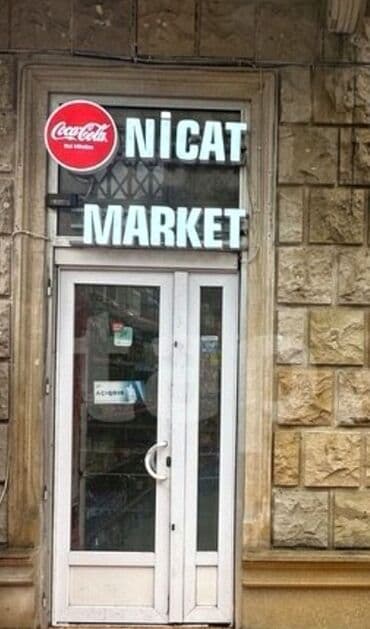 Coca-Cola
NİCAT
MARKET
AÇIQDIR